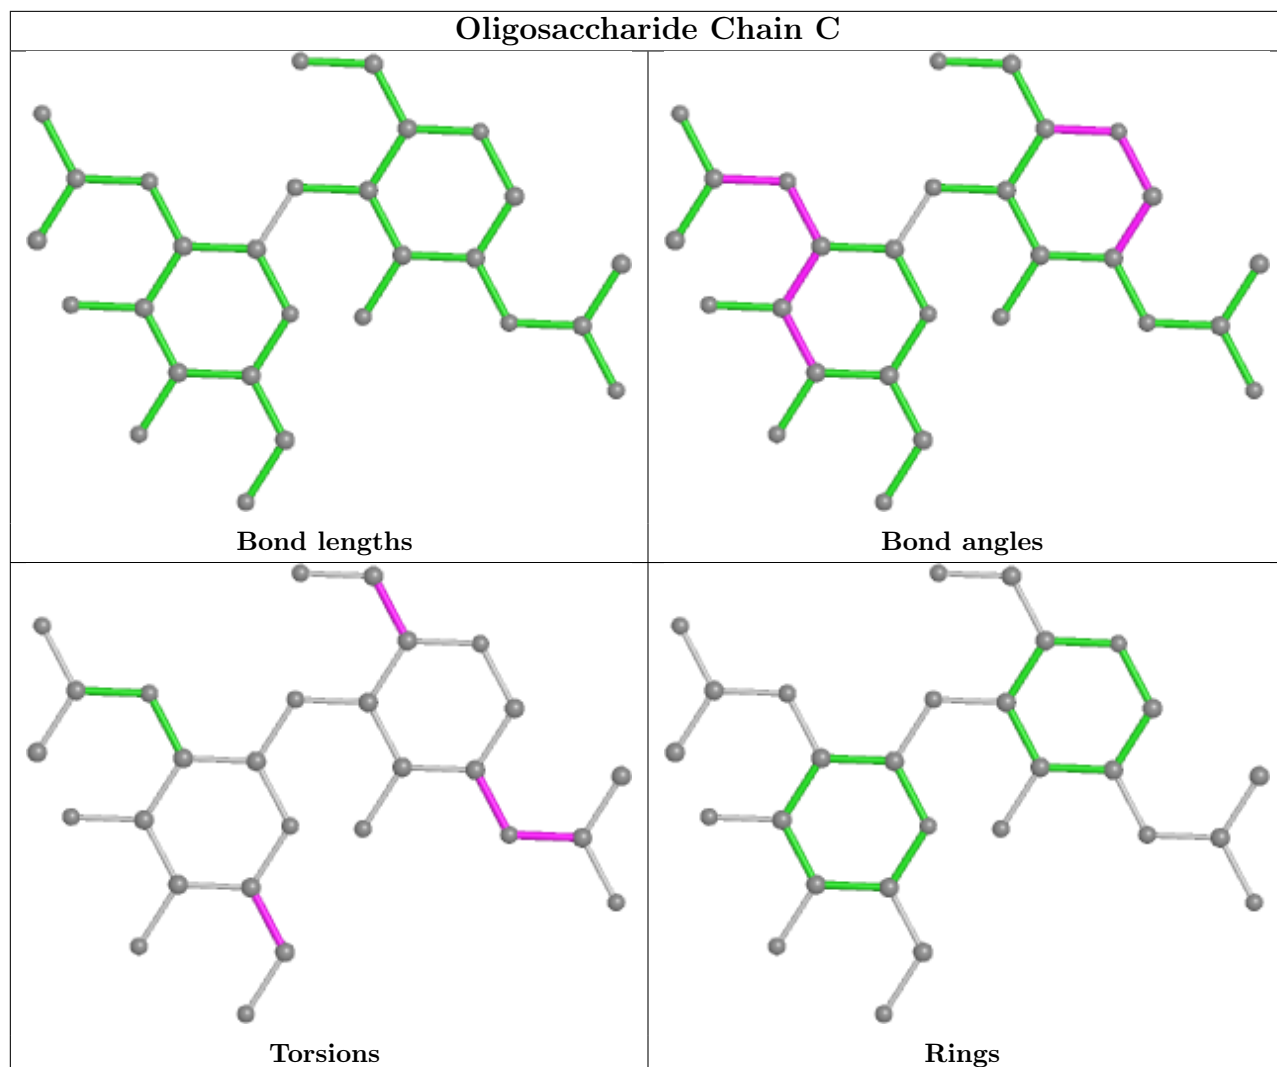 Oligosaccharide Chain C
Bond lengths
Bond angles
Torsions
Rings